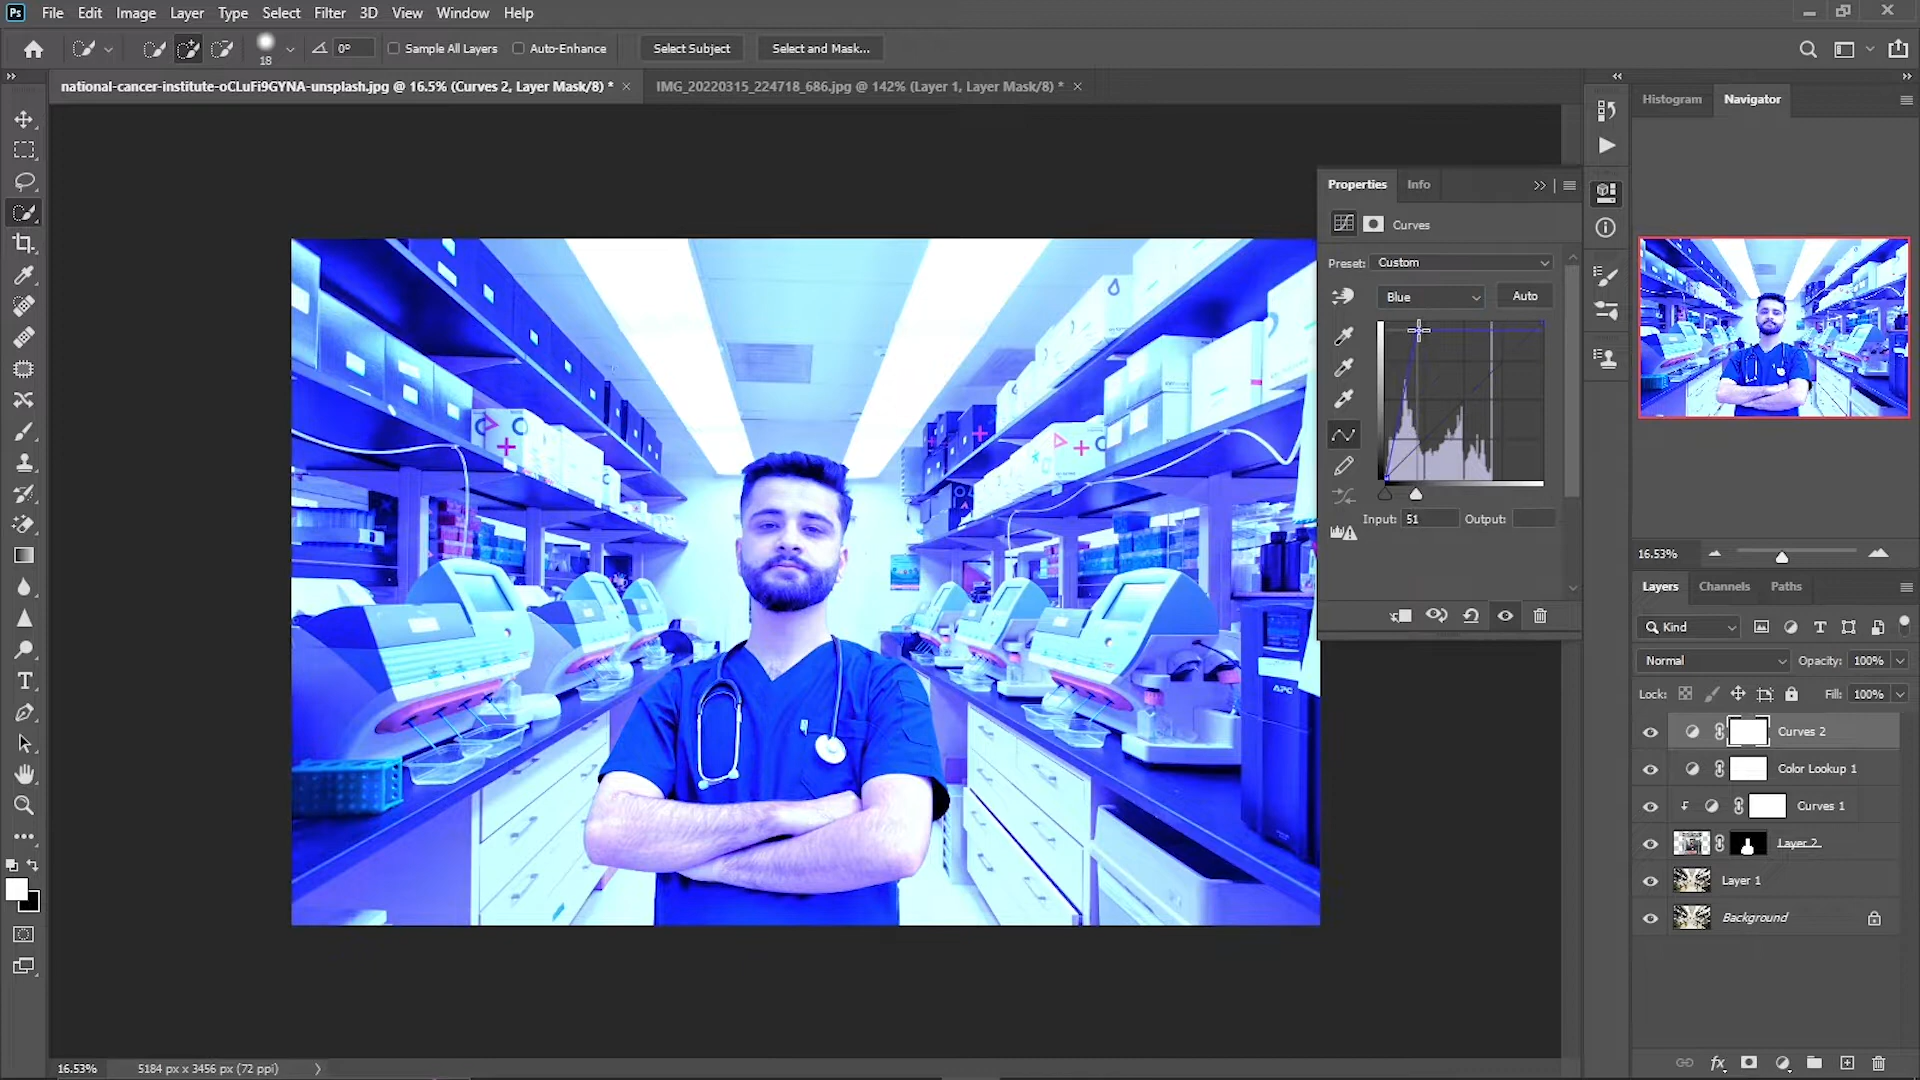 Ps File Edit Image Layer Type Select Filter 3D View Window Help
18 0° Sample All Layers Auto-Enhance Select Subject Select and Mask...
national-cancer-institute-oCLuFi9GYNA-unsplash.jpg @ 16.5% (Curves 2, Layer Mask/8) * × IMG_20220315_224718_686.jpg @ 142% (Layer 1, Layer Mask/8) * ×
Histogram Navigator
Properties Info
Curves
Preset: Custom
Blue Auto
Input: 51 Output:
16.53%
Layers Channels Paths
Kind
Normal Opacity: 100%
Lock: Fill: 100%
APC
Curves 2
Color Lookup 1
Curves 1
Layer 2
Layer 1
Background
16.53% 5184 px x 3456 px (72 ppi)